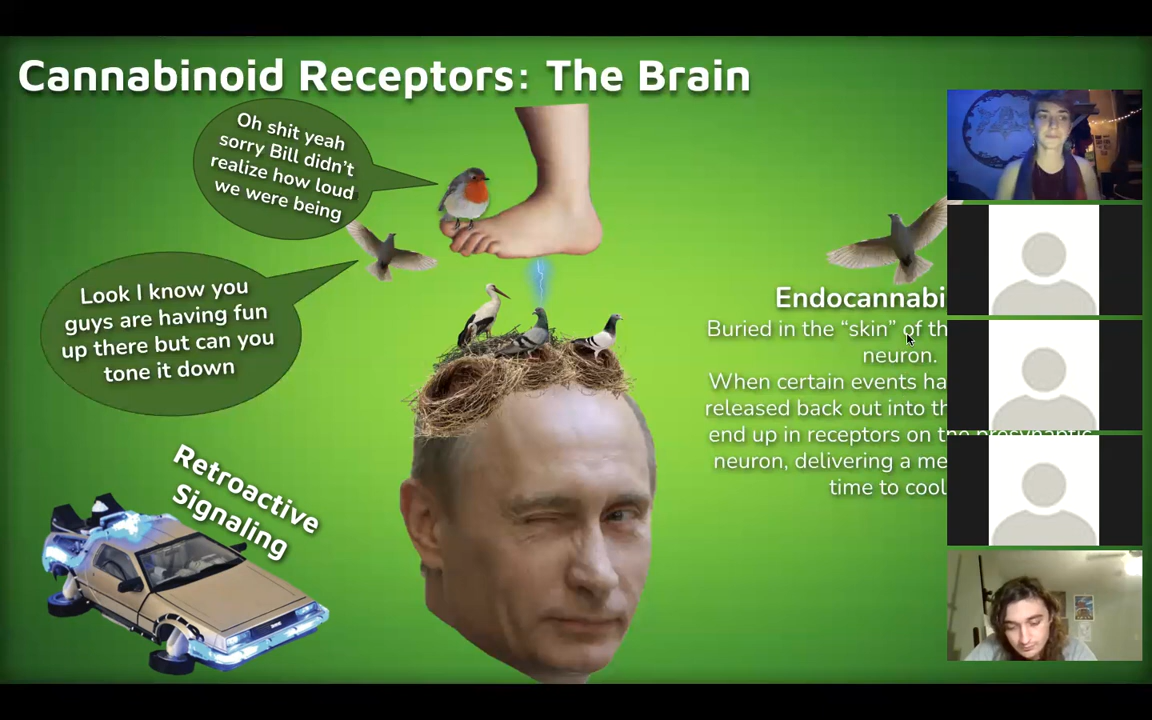 Cannabinoid Receptors: The Brain
Oh shit yeah
sorry Bill didn't
realize how loud
we were being
Look I know you
guys are having fun
up there but can you
tone it down
Retroactive
Signaling
Endocannabi
Buried in the “skin” of th
neuron.
When certain events ha
released back out into th
end up in receptors on the presynaptic
neuron, delivering a me
time to cool